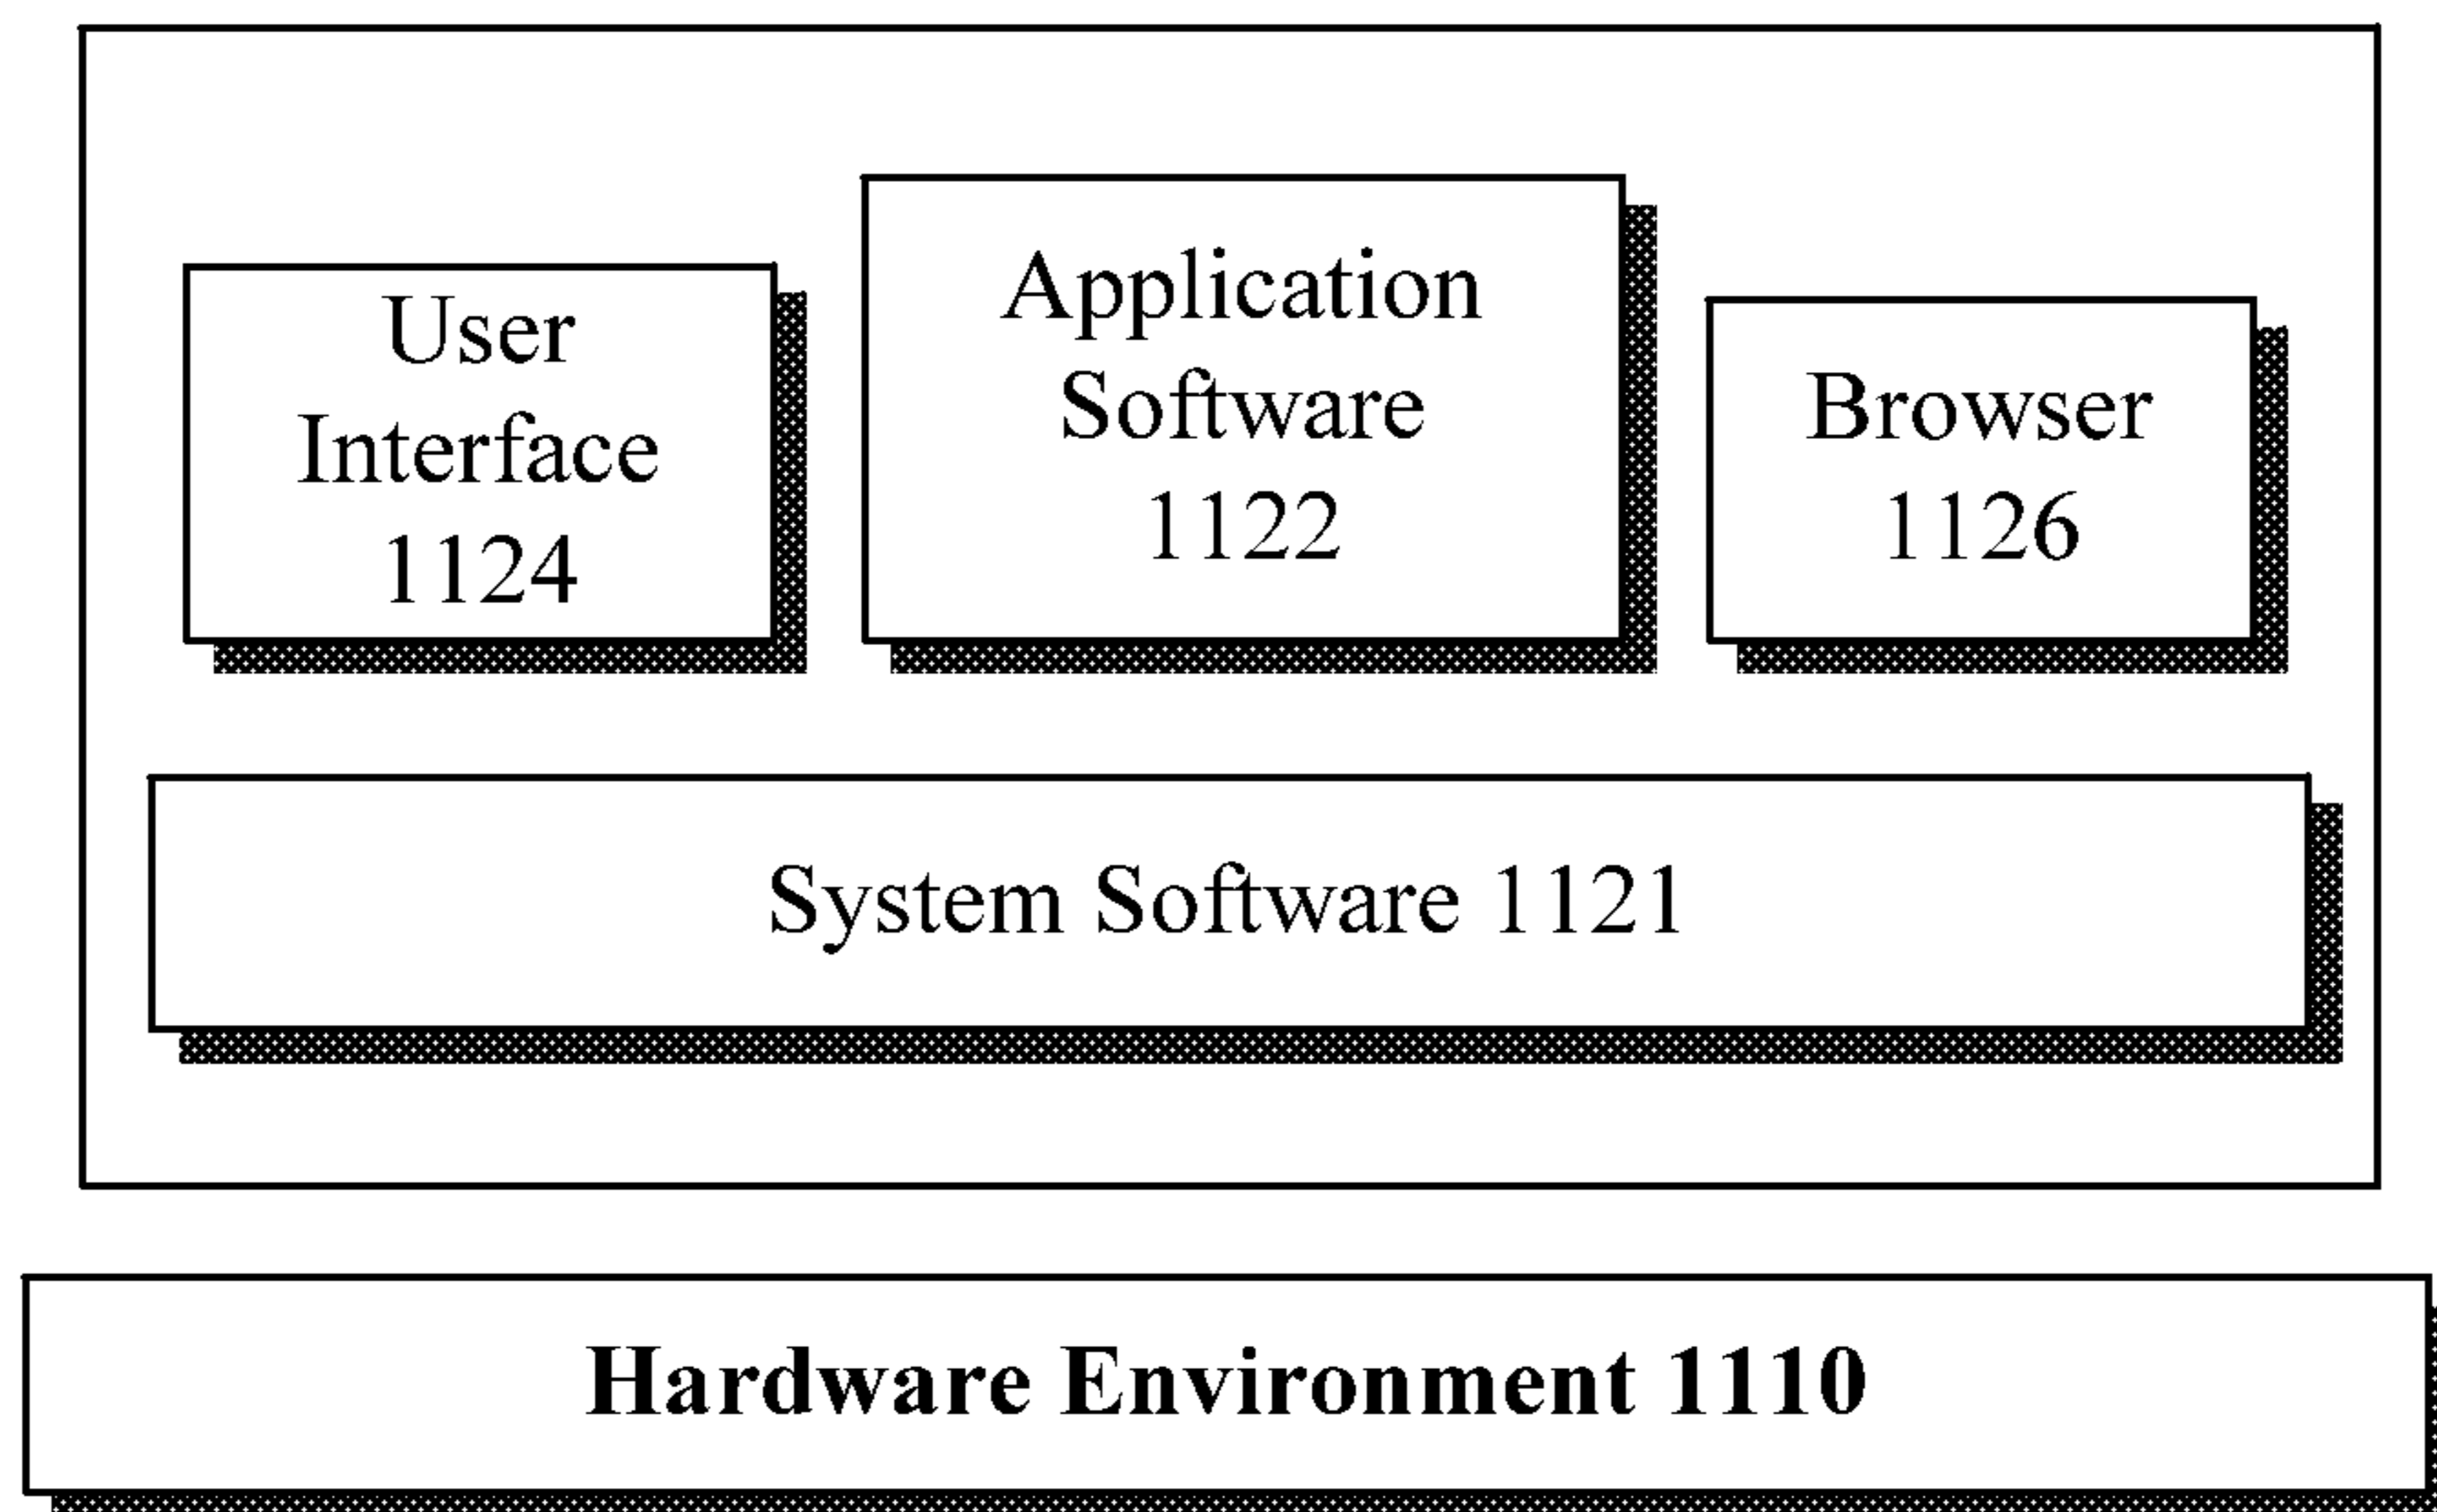 User
Interface
1124
Application
Software
1122
Browser
1126
System Software 1121
Hardware Environment 1110